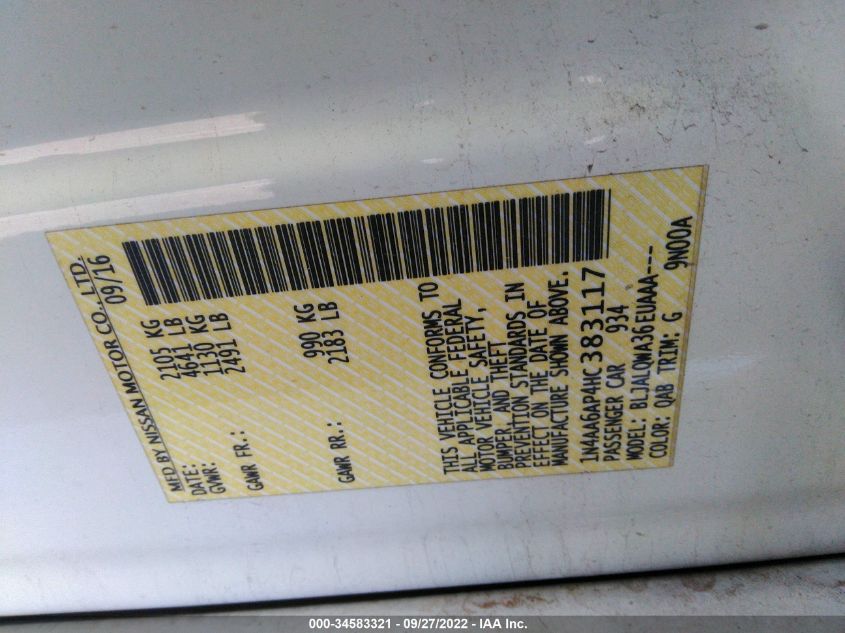 MFD BY NISSAN MOTOR CO., LTD.
DATE: 09/16
GVWR: 2105 KG
4641 LB
GAWR FR.: 1130 KG
2491 LB
GAWR RR.: 990 KG
2183 LB
THIS VEHICLE CONFORMS TO
ALL APPLICABLE FEDERAL
MOTOR VEHICLE SAFETY,
BUMPER, AND THEFT
PREVENTION STANDARDS IN
EFFECT ON THE DATE OF
MANUFACTURE SHOWN ABOVE.
1N4AA6AP4HC383117
PASSENGER CAR 934
MODEL: BLJALQWA36EUAAA---
COLOR: QAB TRIM: G 9N00A
000-34583321 - 09/27/2022 - IAA Inc.